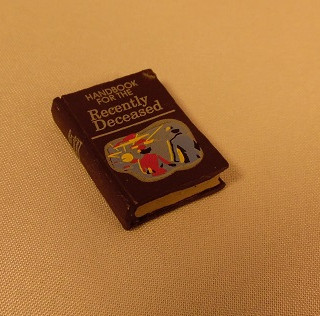 HANDBOOK
FOR THE
Recently
Deceased